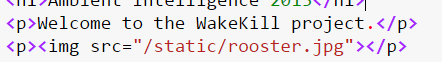 <h1>Ambient Intelligence 2015</h1>
<p>Welcome to the WakeKill project.</p>
<p><img src="/static/rooster.jpg"></p>